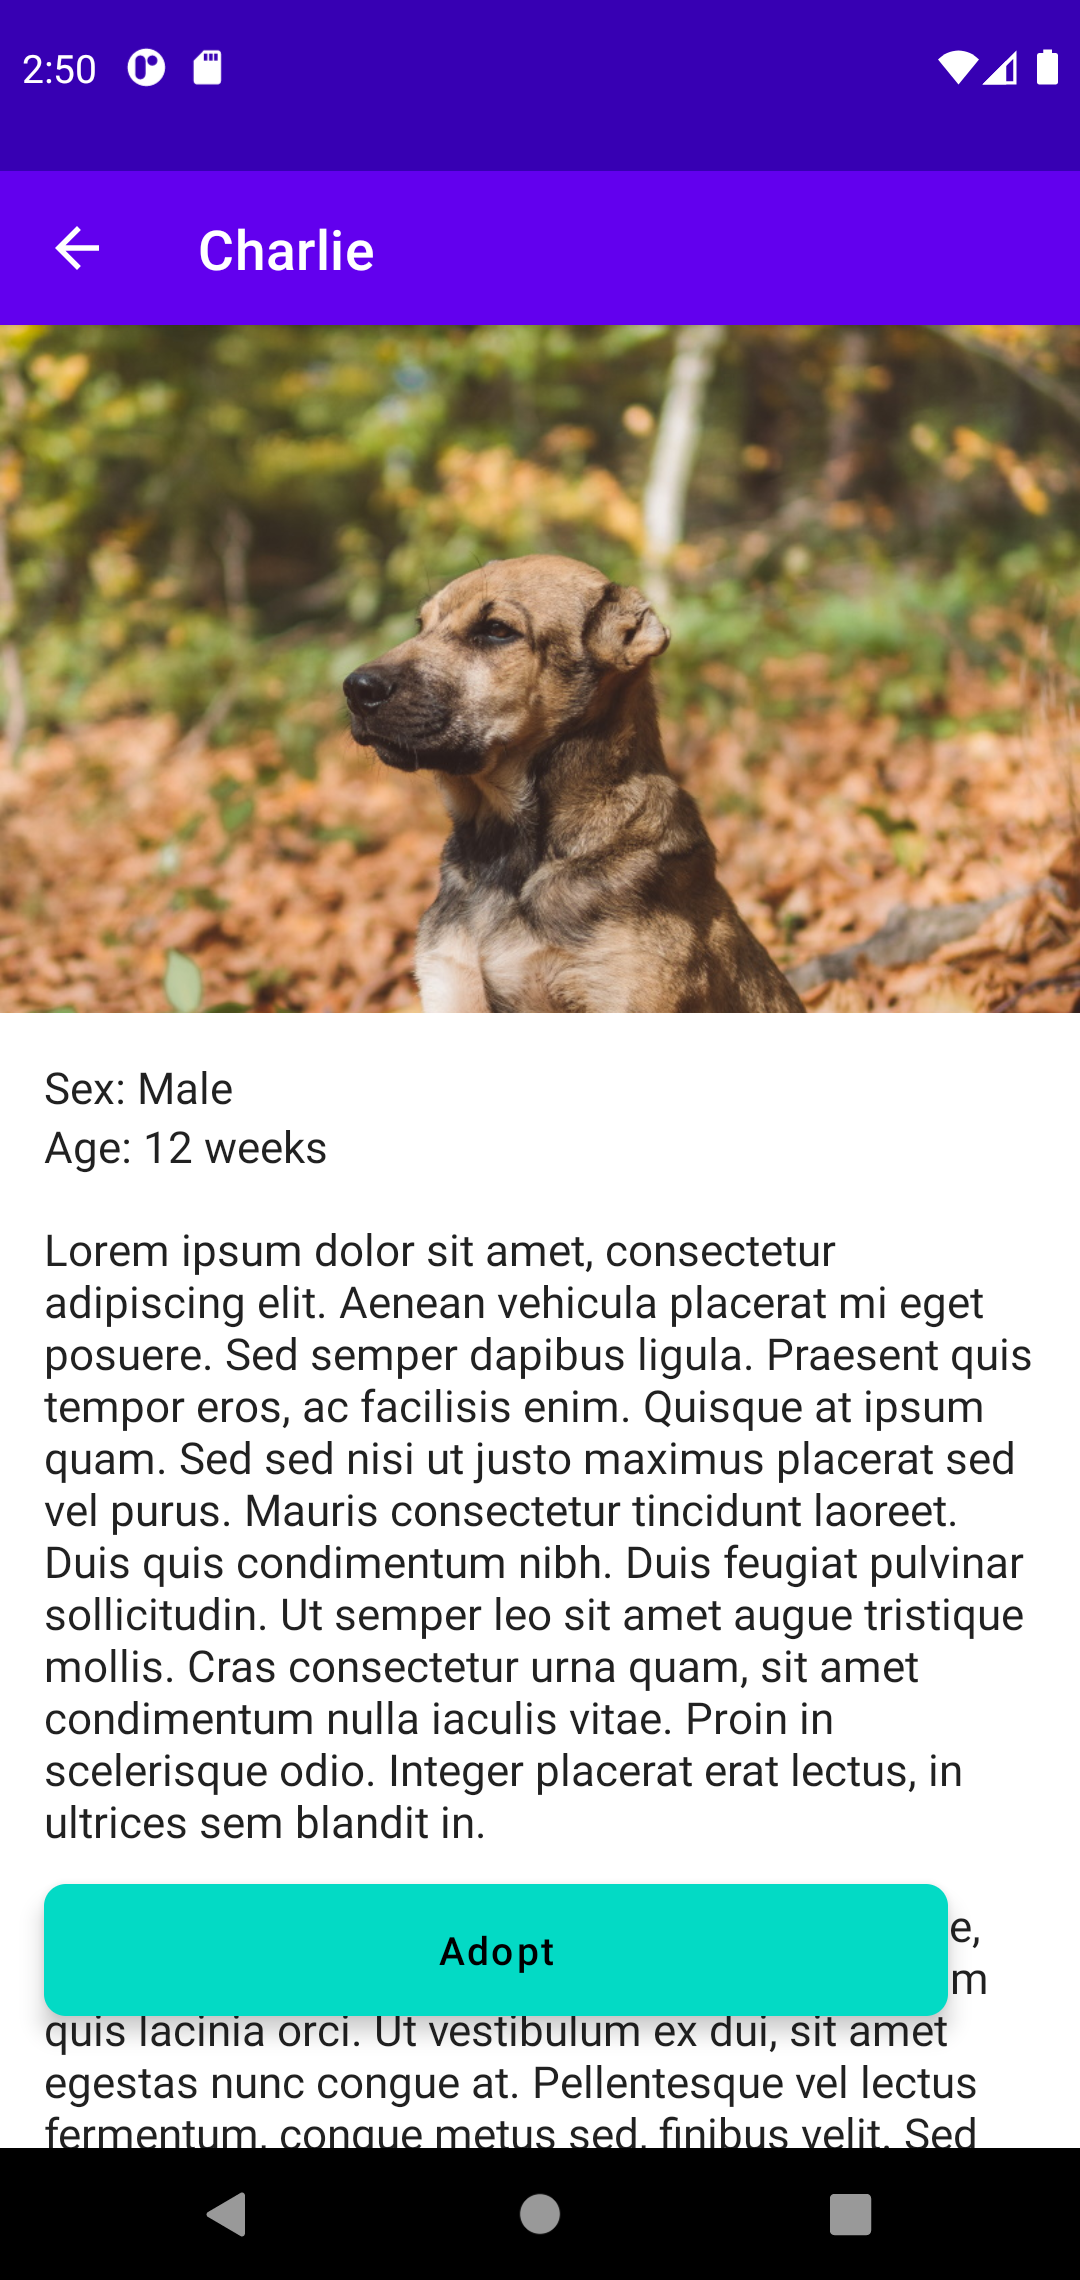 2:50
Charlie
Sex: Male
Age: 12 weeks
Lorem ipsum dolor sit amet, consectetur
adipiscing elit. Aenean vehicula placerat mi eget
posuere. Sed semper dapibus ligula. Praesent quis
tempor eros, ac facilisis enim. Quisque at ipsum
quam. Sed sed nisi ut justo maximus placerat sed
vel purus. Mauris consectetur tincidunt laoreet.
Duis quis condimentum nibh. Duis feugiat pulvinar
sollicitudin. Ut semper leo sit amet augue tristique
mollis. Cras consectetur urna quam, sit amet
condimentum nulla iaculis vitae. Proin in
scelerisque odio. Integer placerat erat lectus, in
ultrices sem blandit in.
Adopt
quis lacinia orci. Ut vestibulum ex dui, sit amet
egestas nunc congue at. Pellentesque vel lectus
fermentum, congue metus sed, finibus velit. Sed